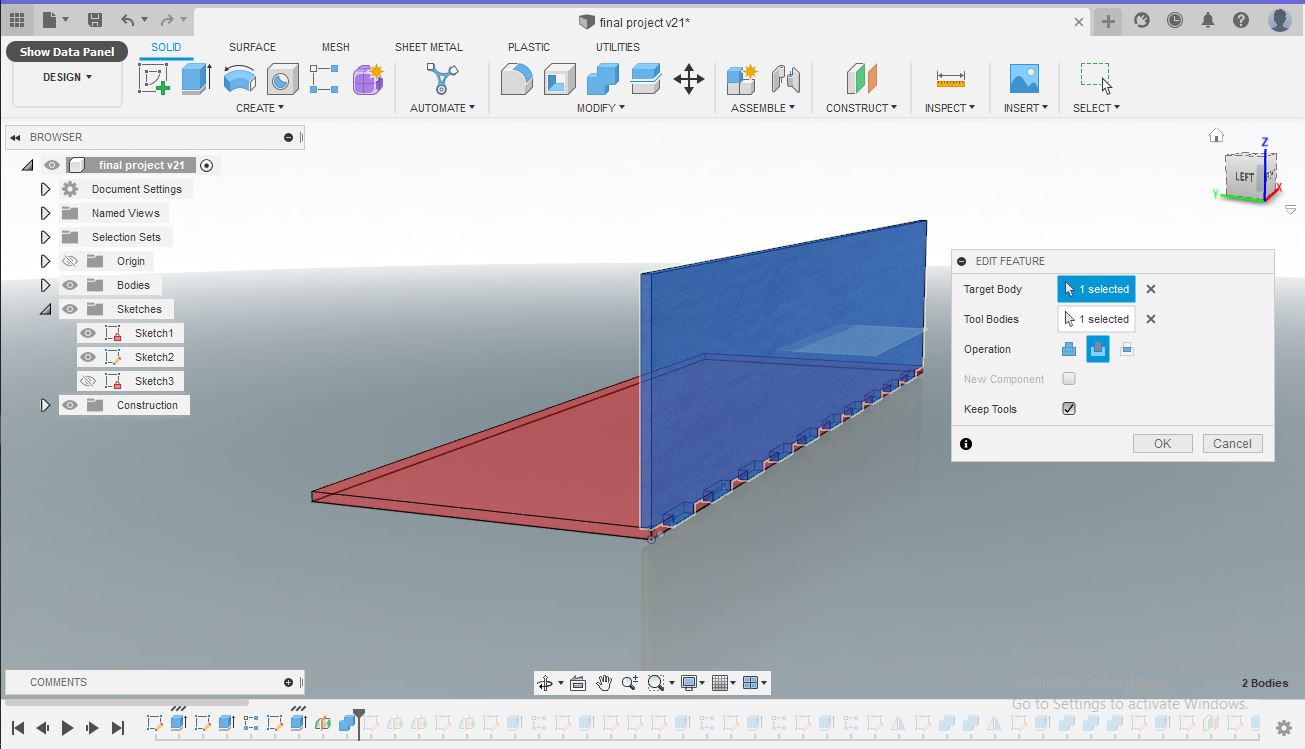 final project v21*
Show Data Panel
SOLID
SURFACE
MESH
SHEET METAL
PLASTIC
UTILITIES
DESIGN
CREATE
AUTOMATE
MODIFY
ASSEMBLE
CONSTRUCT
INSPECT
INSERT
SELECT
BROWSER
final project v21
Document Settings
Named Views
Selection Sets
Origin
Bodies
Sketches
Sketch1
Sketch2
Sketch3
Construction
Z
LEFT
Y
X
EDIT FEATURE
Target Body 1 selected
Tool Bodies 1 selected
Operation
New Component
Keep Tools
OK Cancel
COMMENTS
2 Bodies
Activate Windows
Go to Settings to activate Windows.